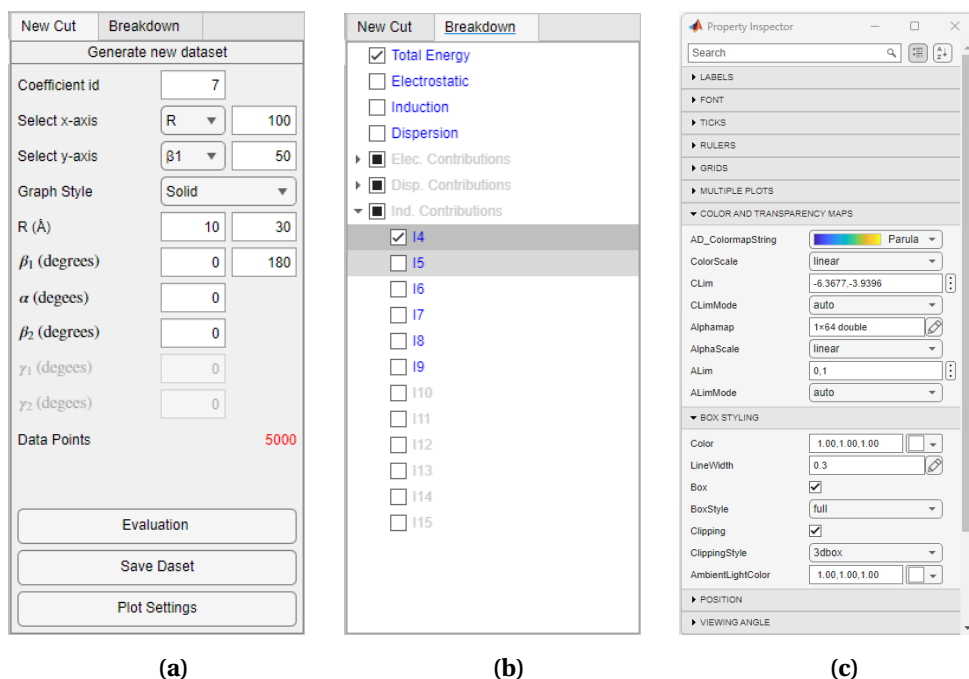 New Cut Breakdown
Generate new dataset
Coefficient id 7
Select x-axis R 100
Select y-axis β1 50
Graph Style Solid
R (Å) 10 30
β₁ (degrees) 0 180
α (degees) 0
β₂ (degrees) 0
γ₁ (degees) 0
γ₂ (degees) 0
Data Points 5000
Evaluation
Save Daset
Plot Settings
(a)
New Cut Breakdown
Total Energy
Electrostatic
Induction
Dispersion
Elec. Contributions
Disp. Contributions
Ind. Contributions
I4
I5
I6
I7
I8
I9
I10
I11
I12
I13
I14
I15
(b)
Property Inspector
Search
LABELS
FONT
TICKS
RULERS
GRIDS
MULTIPLE PLOTS
COLOR AND TRANSPARENCY MAPS
AD_ColormapString Parula
ColorScale linear
CLim -6.3677,-3.9396
CLimMode auto
Alphamap 1×64 double
AlphaScale linear
ALim 0,1
ALimMode auto
BOX STYLING
Color 1.00,1.00,1.00
LineWidth 0.3
Box
BoxStyle full
Clipping
ClippingStyle 3dbox
AmbientLightColor 1.00,1.00,1.00
POSITION
VIEWING ANGLE
(c)